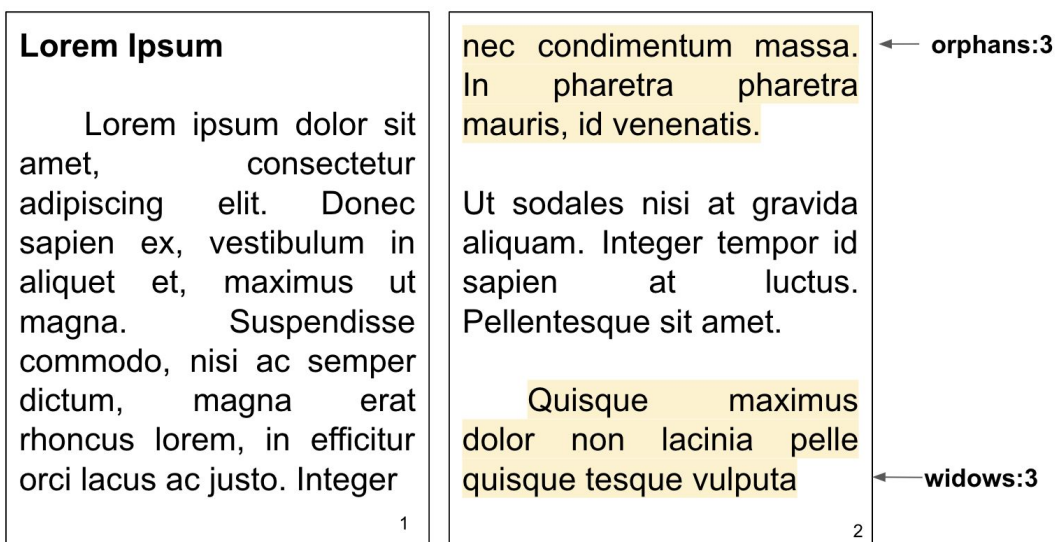 Lorem Ipsum
Lorem ipsum dolor sit
amet, consectetur
adipiscing elit. Donec
sapien ex, vestibulum in
aliquet et, maximus ut
magna. Suspendisse
commodo, nisi ac semper
dictum, magna erat
rhoncus lorem, in efficitur
orci lacus ac justo. Integer
1
nec condimentum massa.
In pharetra pharetra
mauris, id venenatis.
Ut sodales nisi at gravida
aliquam. Integer tempor id
sapien at luctus.
Pellentesque sit amet.
Quisque maximus
dolor non lacinia pelle
quisque tesque vulputa
2
orphans:3
widows:3